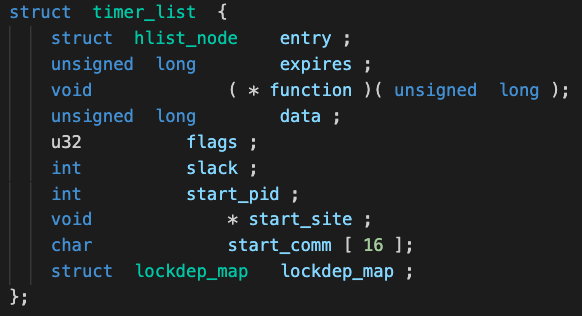 struct timer_list {
struct hlist_node entry ;
unsigned long expires ;
void ( * function )( unsigned long );
unsigned long data ;
u32 flags ;
int slack ;
int start_pid ;
void * start_site ;
char start_comm [ 16 ];
struct lockdep_map lockdep_map ;
};